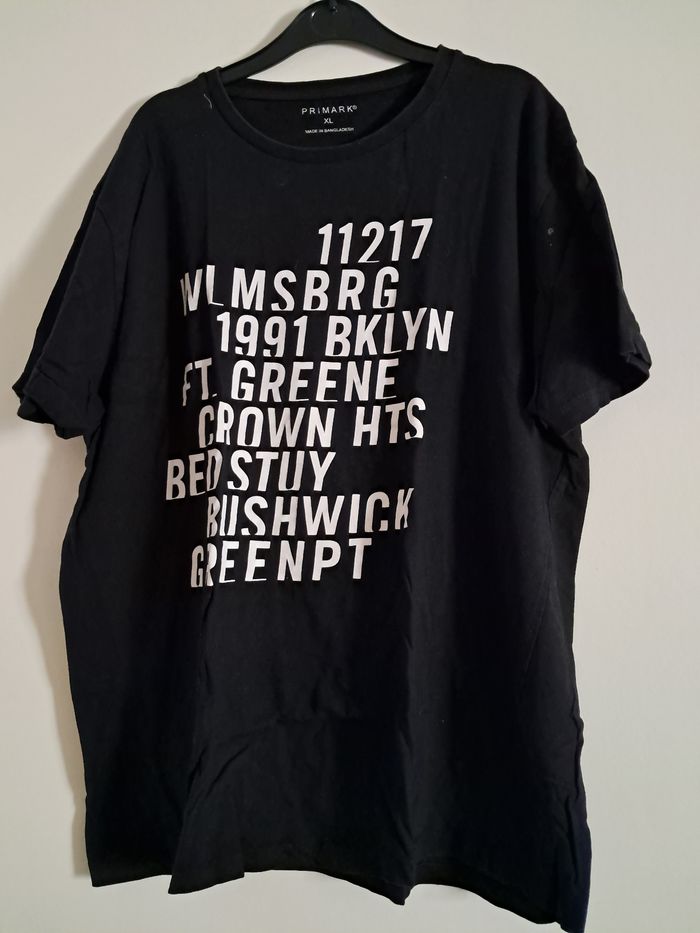 PRIMARK®
XL
MADE IN BANGLADESH
11217
WLMSBRG
1991 BKLYN
FT. GREENE
CROWN HTS
BED STUY
BUSHWICK
GREENPT